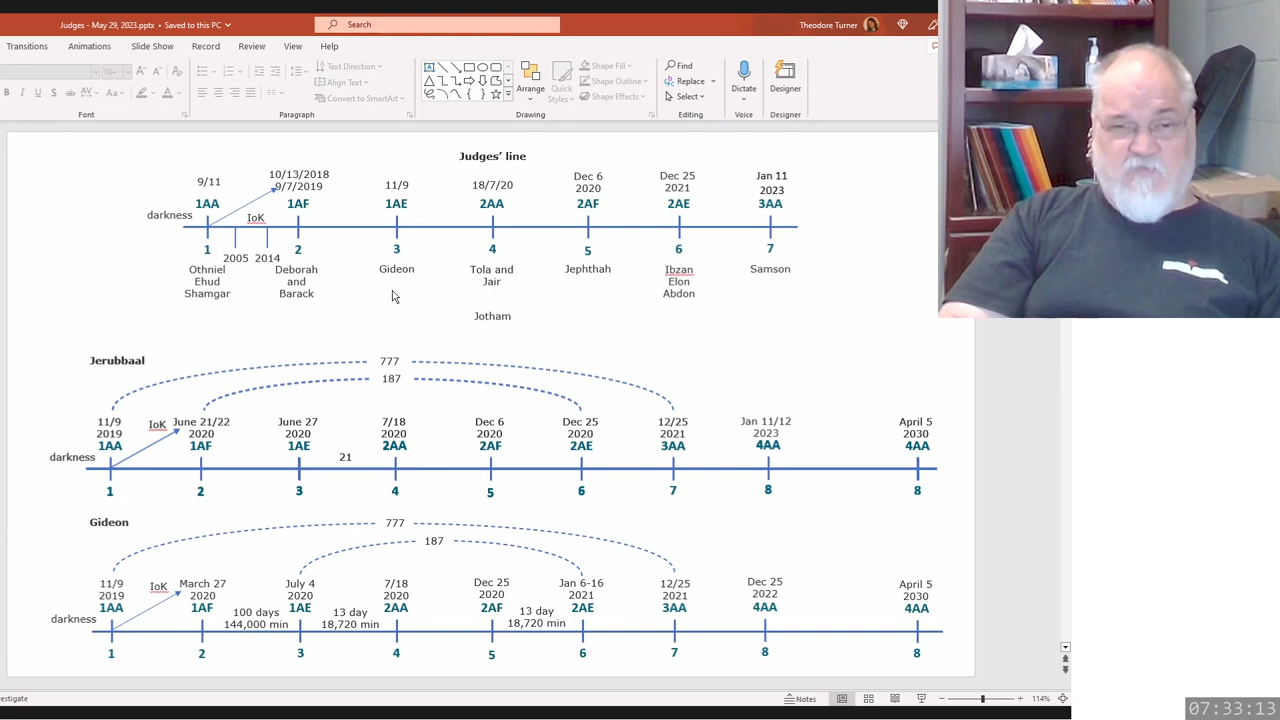 Judges - May 29, 2023.pptx • Saved to this PC
Search
Theodore Turner
Transitions Animations Slide Show Record Review View Help
Text Direction
Align Text
Convert to SmartArt
Arrange
Quick Styles
Shape Fill
Shape Outline
Shape Effects
Find
Replace
Select
Dictate
Designer
Font Paragraph Drawing Editing Voice Designer
Judges' line
9/11 10/13/2018 11/9 18/7/20 Dec 6 Dec 25 Jan 11
9/7/2019 2020 2021 2023
1AA 1AF 1AE 2AA 2AF 2AE 3AA
darkness IoK
1 2 3 4 5 6 7
2005 2014
Othniel Deborah Gideon Tola and Jephthah Ibzan Samson
Ehud and Jair Elon
Shamgar Barack Abdon
Jotham
Jerubbaal
777
187
11/9 IoK June 21/22 June 27 7/18 Dec 6 Dec 25 12/25 Jan 11/12 April 5
2019 2020 2020 2020 2020 2020 2021 2023 2030
1AA 1AF 1AE 2AA 2AF 2AE 3AA 4AA 4AA
darkness 21
1 2 3 4 5 6 7 8 8
Gideon
777
187
11/9 IoK March 27 July 4 7/18 Dec 25 Jan 6-16 12/25 Dec 25 April 5
2019 2020 2020 2020 2020 2021 2021 2022 2030
1AA 1AF 1AE 2AA 2AF 2AE 3AA 4AA 4AA
darkness 100 days 13 day 13 day
144,000 min 18,720 min 18,720 min
1 2 3 4 5 6 7 8 8
estigate
Notes
114%
07:33:13